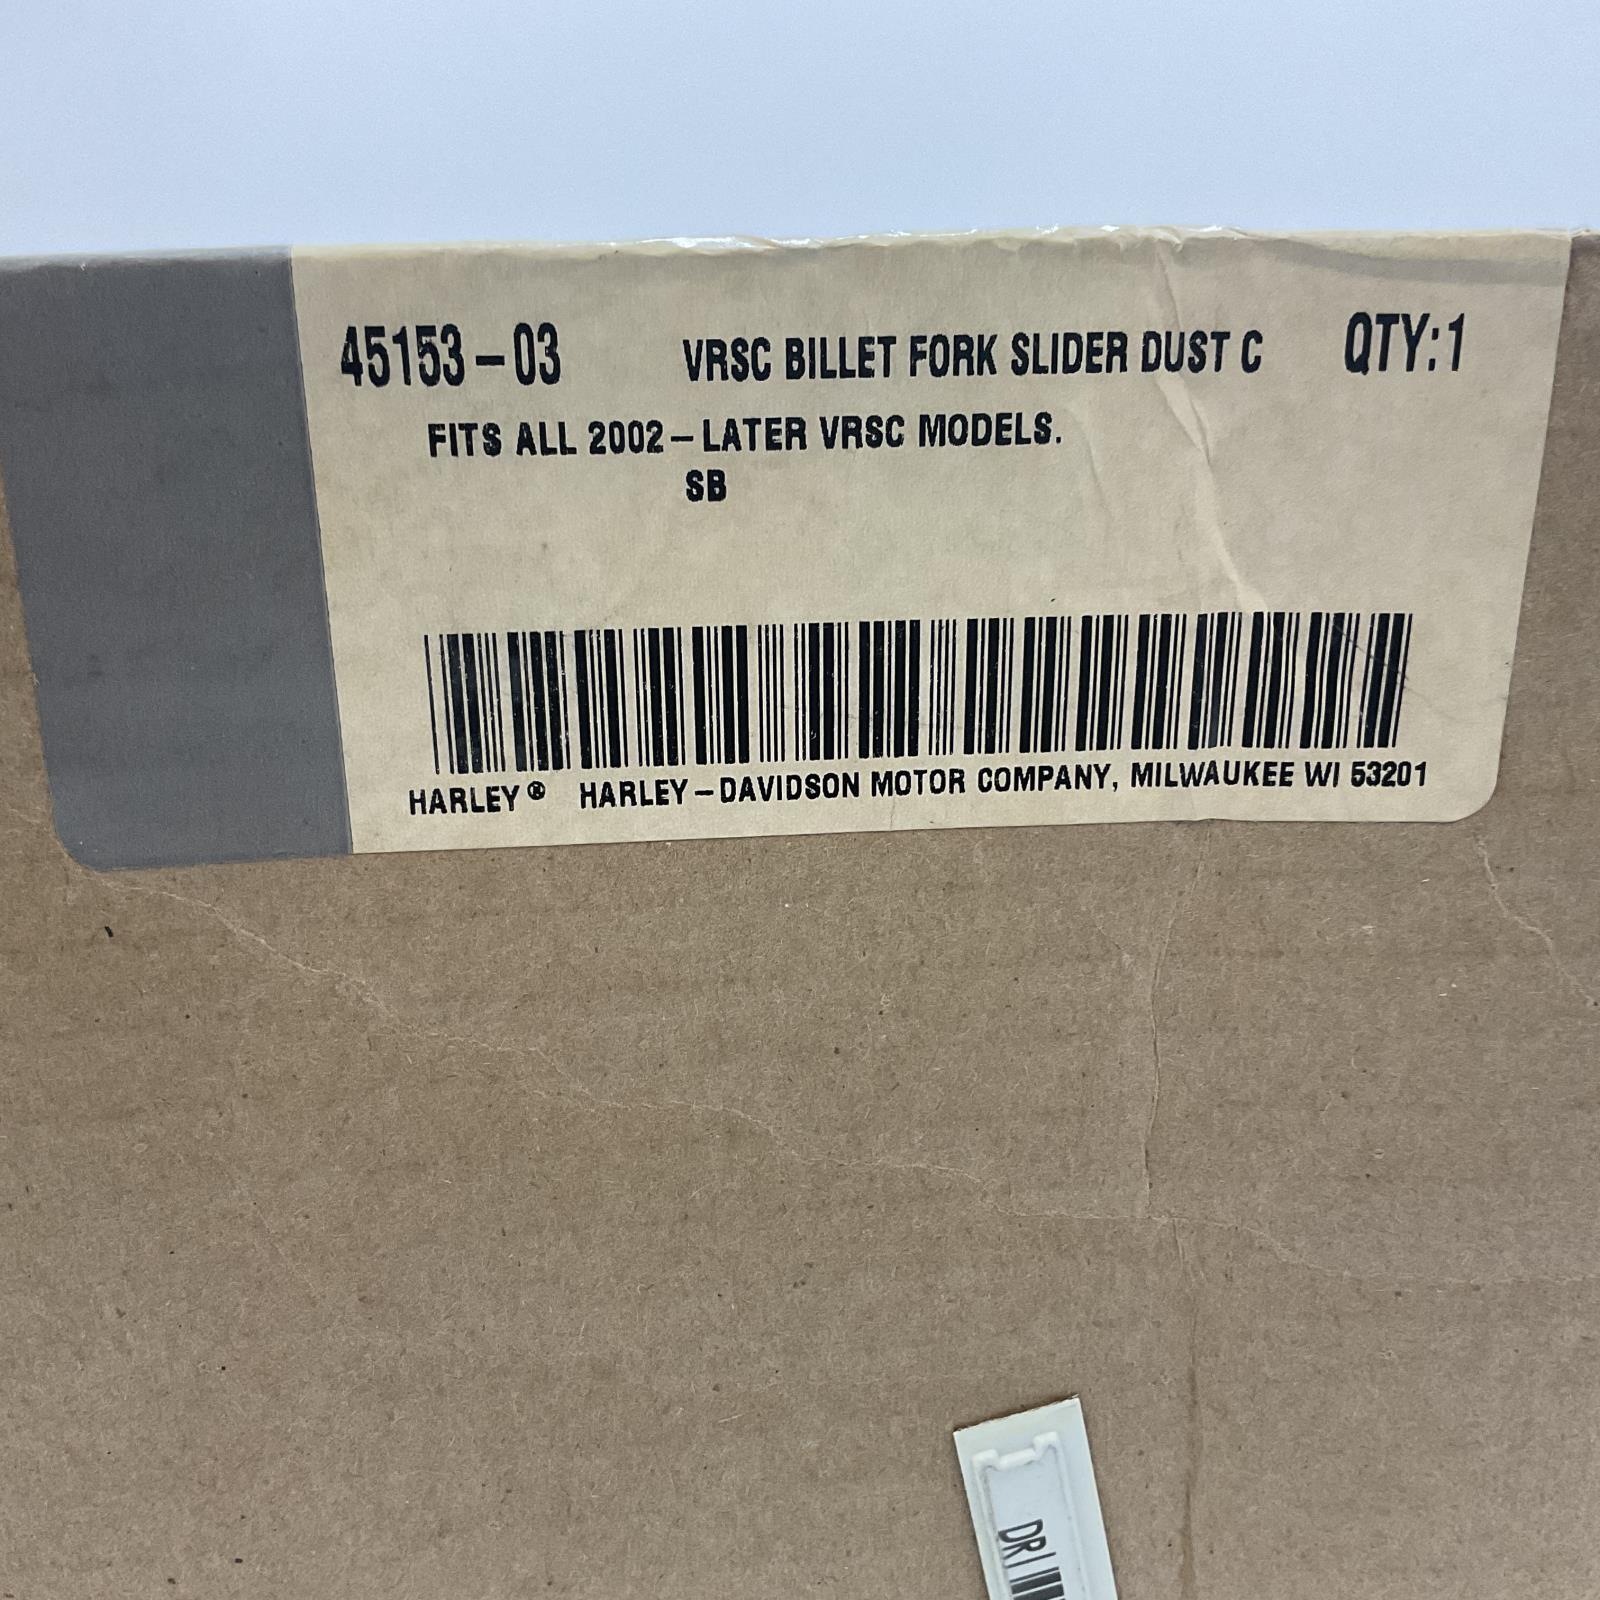 45153-03 VRSC BILLET FORK SLIDER DUST C QTY:1
FITS ALL 2002-LATER VRSC MODELS.
SB
HARLEY® HARLEY-DAVIDSON MOTOR COMPANY, MILWAUKEE WI 53201
DR